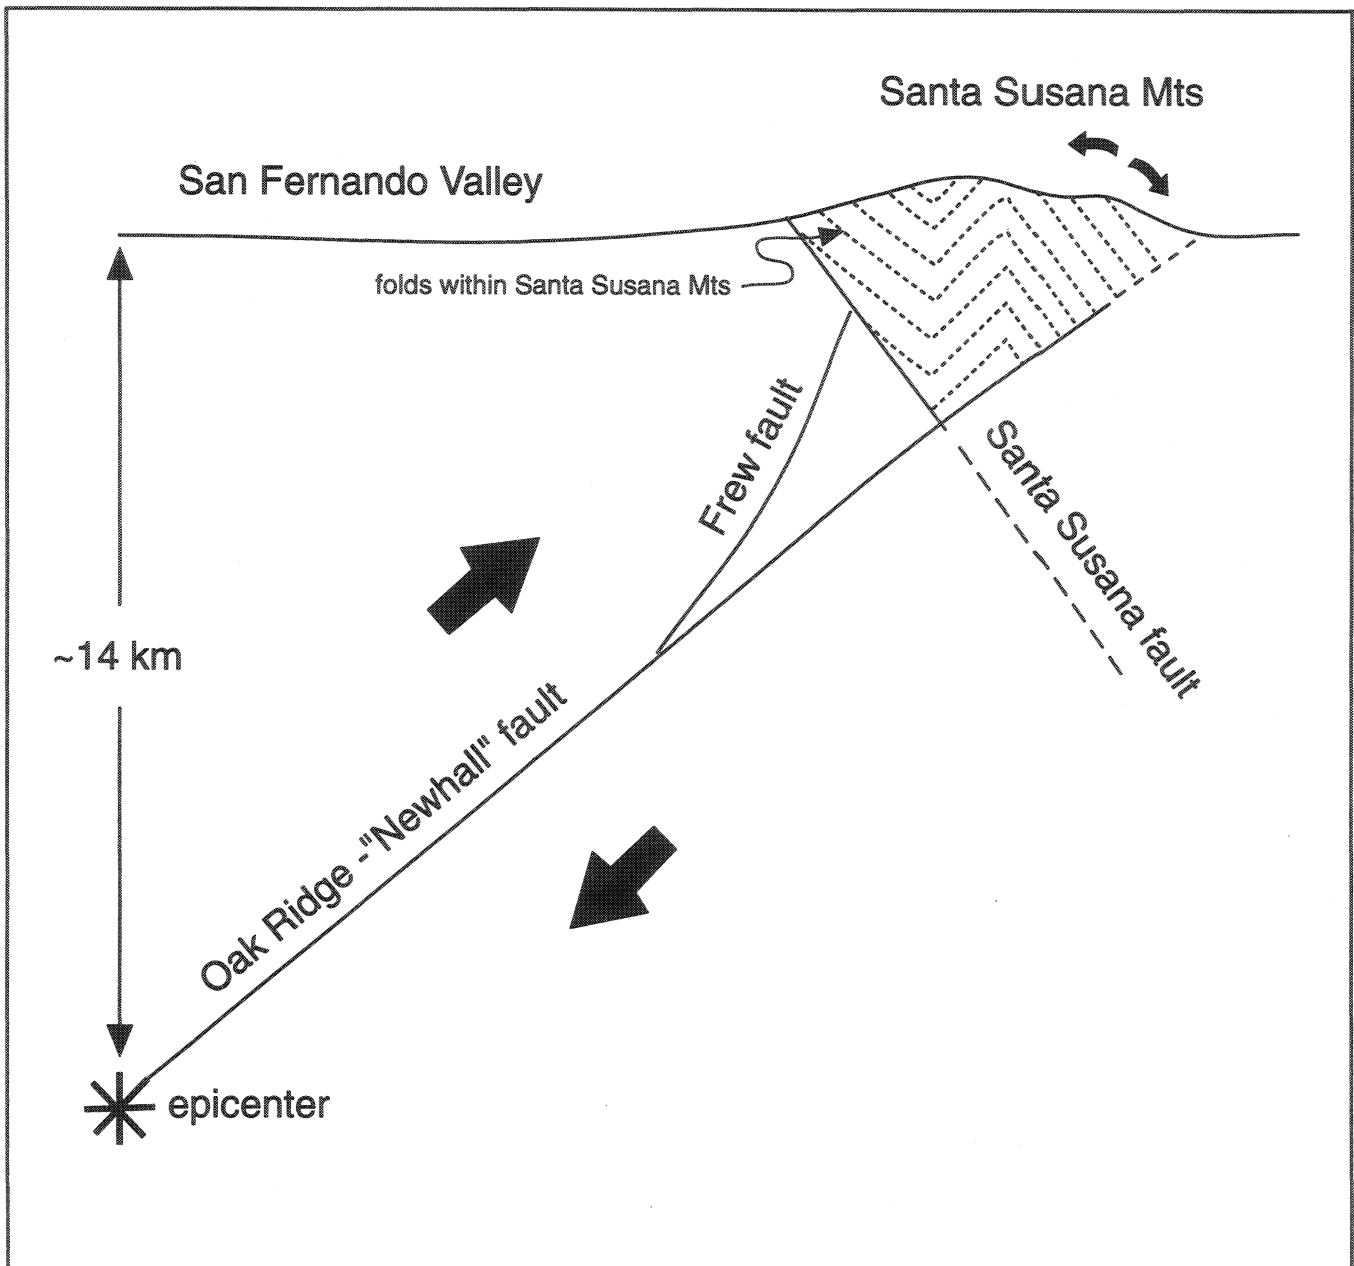 Santa Susana Mts
San Fernando Valley
folds within Santa Susana Mts
Frew fault
Santa Susana fault
~14 km
Oak Ridge -"Newhall" fault
epicenter